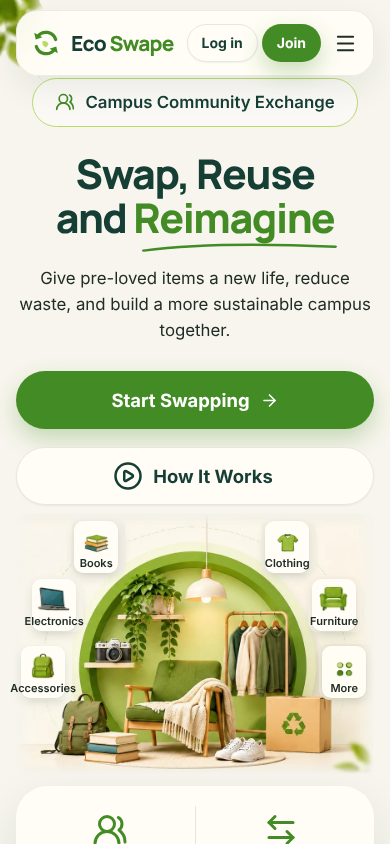 Eco Swape
Log in
Join
Campus Community Exchange
Swap, Reuse
and Reimagine
Give pre-loved items a new life, reduce
waste, and build a more sustainable campus
together.
Start Swapping
How It Works
Books
Clothing
Electronics
Furniture
Accessories
More